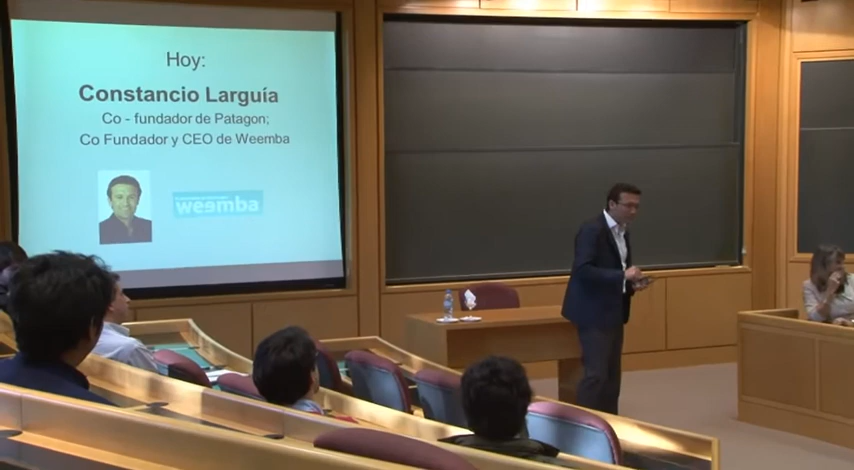 Hoy:
Constancio Larguía
Co - fundador de Patagon;
Co Fundador y CEO de Weemba
weemba